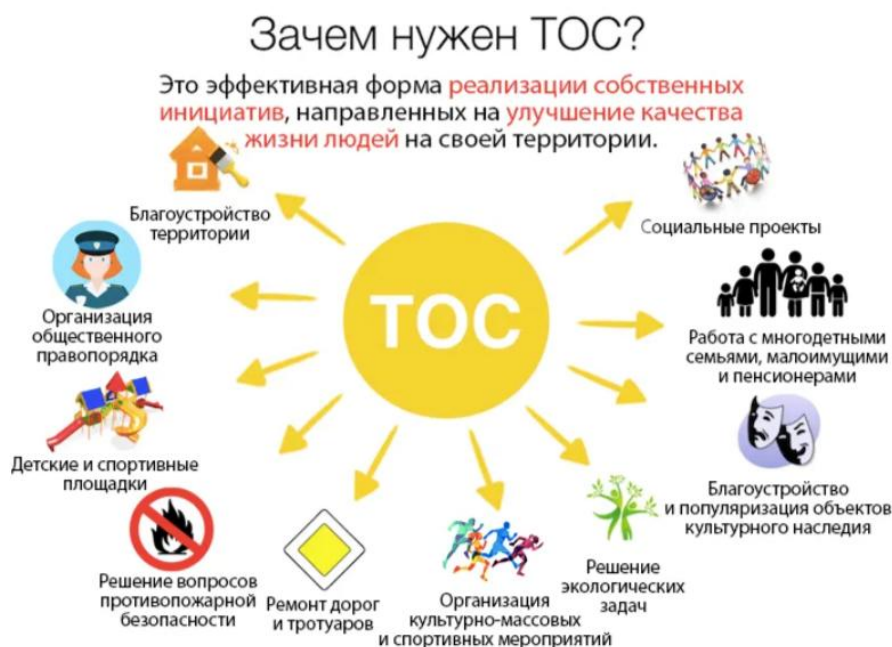 Зачем нужен ТОС?
Это эффективная форма реализации собственных
инициатив, направленных на улучшение качества
жизни людей на своей территории.
Благоустройство
территории
Социальные проекты
Организация
общественного
правопорядка
ТОС
Работа с многодетными
семьями, малоимущими
и пенсионерами
Детские и спортивные
площадки
Благоустройство
и популяризация объектов
культурного наследия
Решение вопросов
противопожарной
безопасности
Ремонт дорог
и тротуаров
Организация
культурно-массовых
и спортивных мероприятий
Решение
экологических
задач